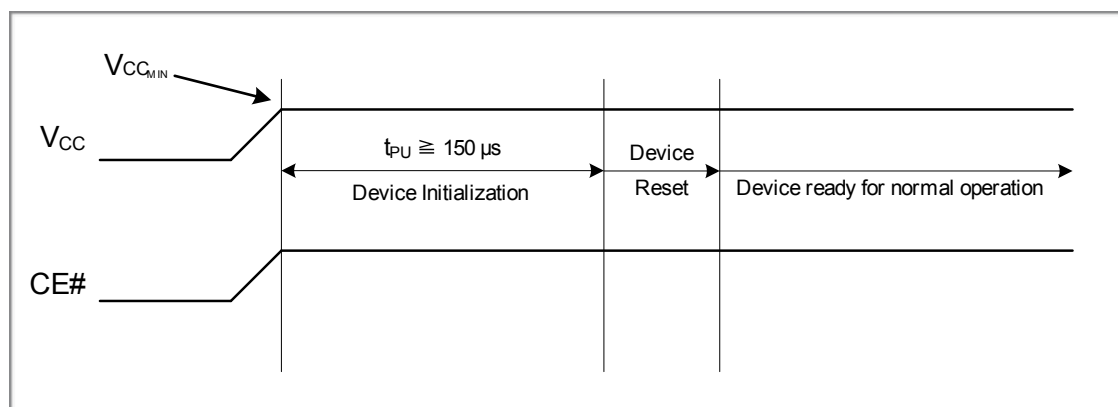 VCCMIN
VCC
tPU ≧ 150 µs
Device Initialization
Device
Reset
Device ready for normal operation
CE#